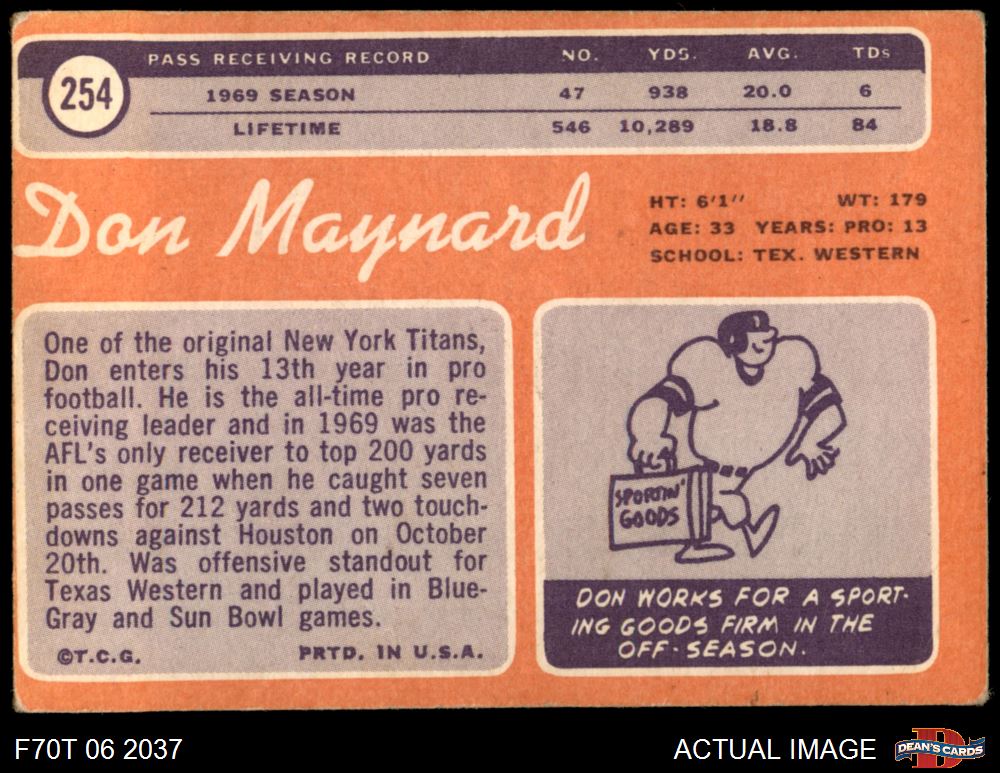 PASS RECEIVING RECORD NO. YDS. AVG. TDs
254
1969 SEASON 47 938 20.0 6
LIFETIME 546 10,289 18.8 84
Don Maynard
HT: 6'1'' WT: 179
AGE: 33 YEARS: PRO: 13
SCHOOL: TEX. WESTERN
One of the original New York Titans,
Don enters his 13th year in pro
football. He is the all-time pro re-
ceiving leader and in 1969 was the
AFL's only receiver to top 200 yards
in one game when he caught seven
passes for 212 yards and two touch-
downs against Houston on October
20th. Was offensive standout for
Texas Western and played in Blue-
Gray and Sun Bowl games.
©T.C.G. PRTD. IN U.S.A.
SPORTIN'
GOODS
DON WORKS FOR A SPORT-
ING GOODS FIRM IN THE
OFF-SEASON.
F70T 06 2037
ACTUAL IMAGE
D
DEAN'S CARDS